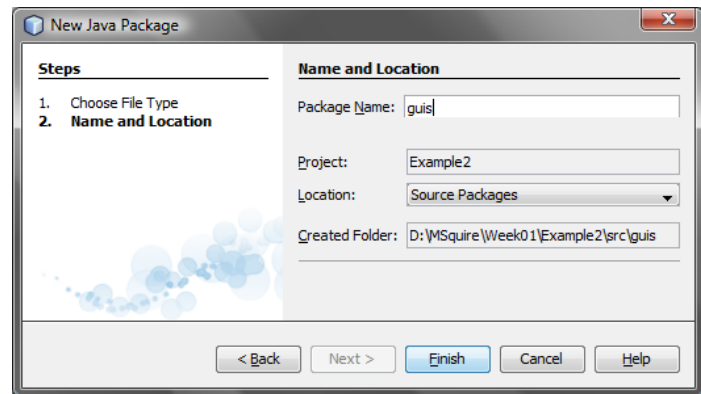 New Java Package
Steps
1. Choose File Type
2. Name and Location
Name and Location
Package Name: guis
Project: Example2
Location: Source Packages
Created Folder: D:\MSquire\Week01\Example2\src\guis
< Back Next > Finish Cancel Help